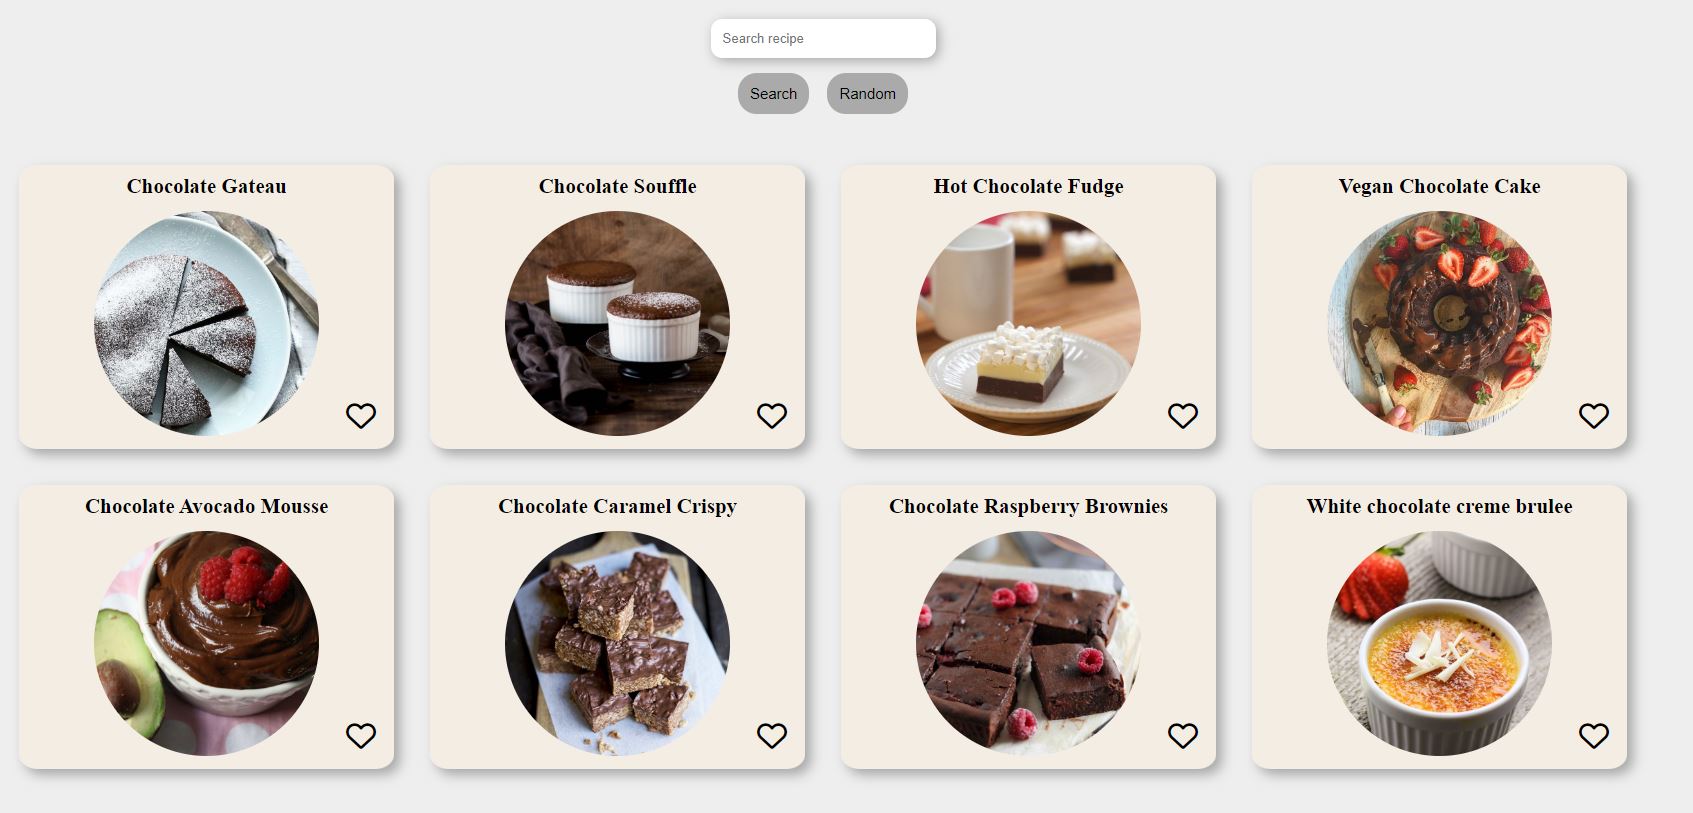 Search recipe
Search
Random
Chocolate Gateau
Chocolate Souffle
Hot Chocolate Fudge
Vegan Chocolate Cake
Chocolate Avocado Mousse
Chocolate Caramel Crispy
Chocolate Raspberry Brownies
White chocolate creme brulee